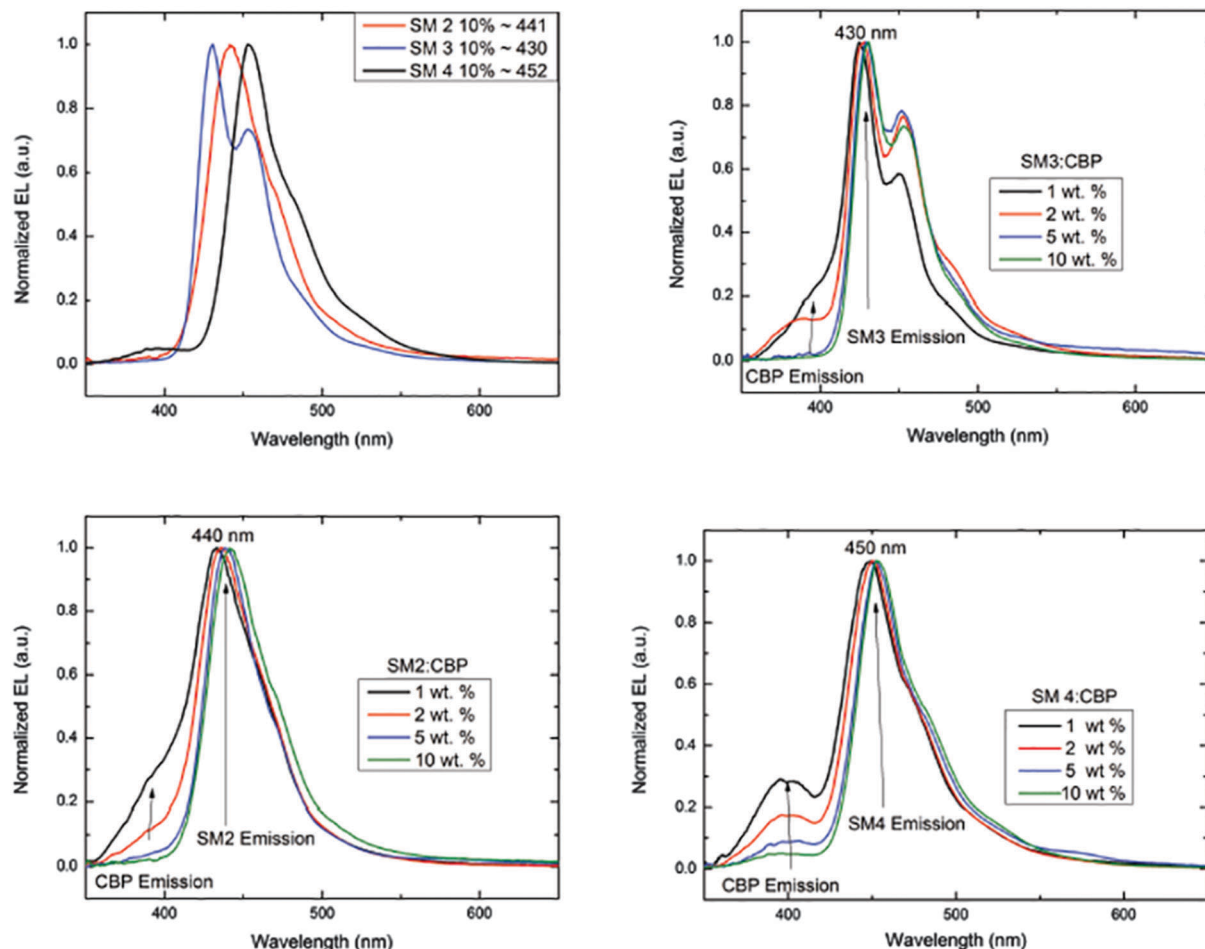 SM 2 10% ~ 441
SM 3 10% ~ 430
SM 4 10% ~ 452
Normalized EL (a.u.)
1.0
0.8
0.6
0.4
0.2
0.0
400 500 600
Wavelength (nm)
430 nm
SM3:CBP
1 wt. %
2 wt. %
5 wt. %
10 wt. %
SM3 Emission
CBP Emission
Normalized EL (a.u.)
1.0
0.8
0.6
0.4
0.2
0.0
400 500 600
Wavelength (nm)
440 nm
SM2:CBP
1 wt. %
2 wt. %
5 wt. %
10 wt. %
SM2 Emission
CBP Emission
Normalized EL (a.u.)
1.0
0.8
0.6
0.4
0.2
0.0
400 500 600
Wavelength (nm)
450 nm
SM 4:CBP
1 wt %
2 wt %
5 wt %
10 wt %
SM4 Emission
CBP Emission
Normalized EL (a.u.)
1.0
0.8
0.6
0.4
0.2
0.0
400 500 600
Wavelength (nm)